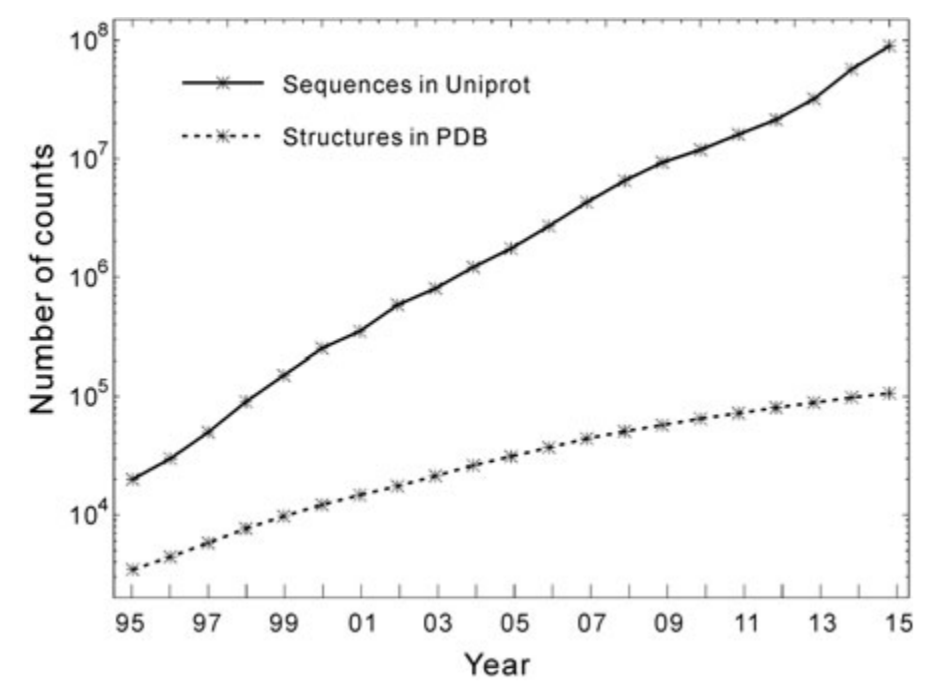 10^8
Sequences in Uniprot
Structures in PDB
10^7
10^6
10^5
10^4
Number of counts
95 97 99 01 03 05 07 09 11 13 15
Year